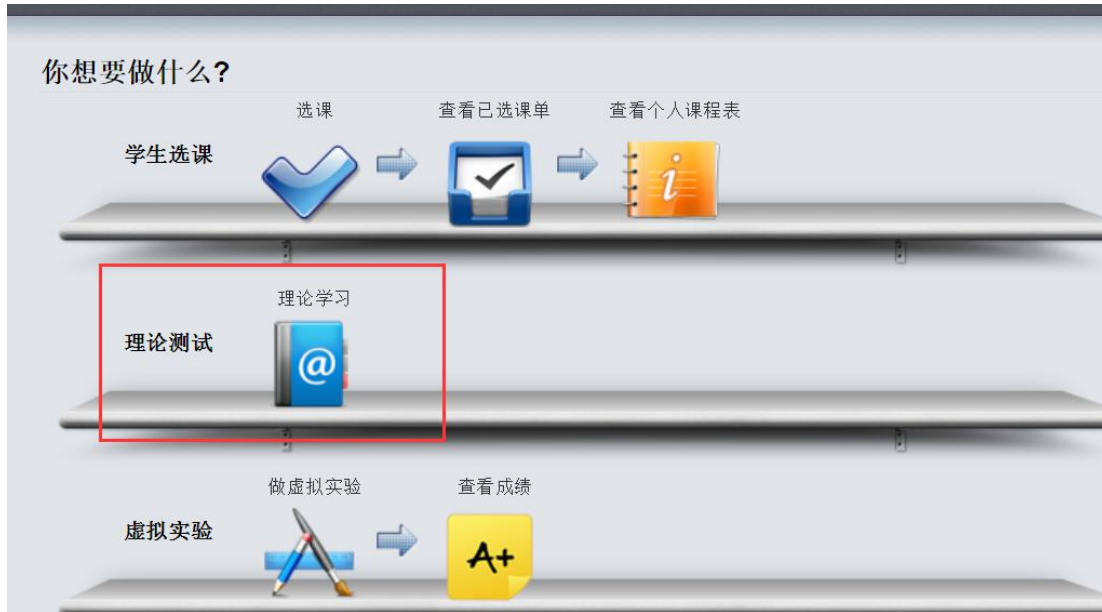 你想要做什么?
选课 查看已选课单 查看个人课程表
学生选课
理论学习
理论测试
做虚拟实验 查看成绩
虚拟实验
A+